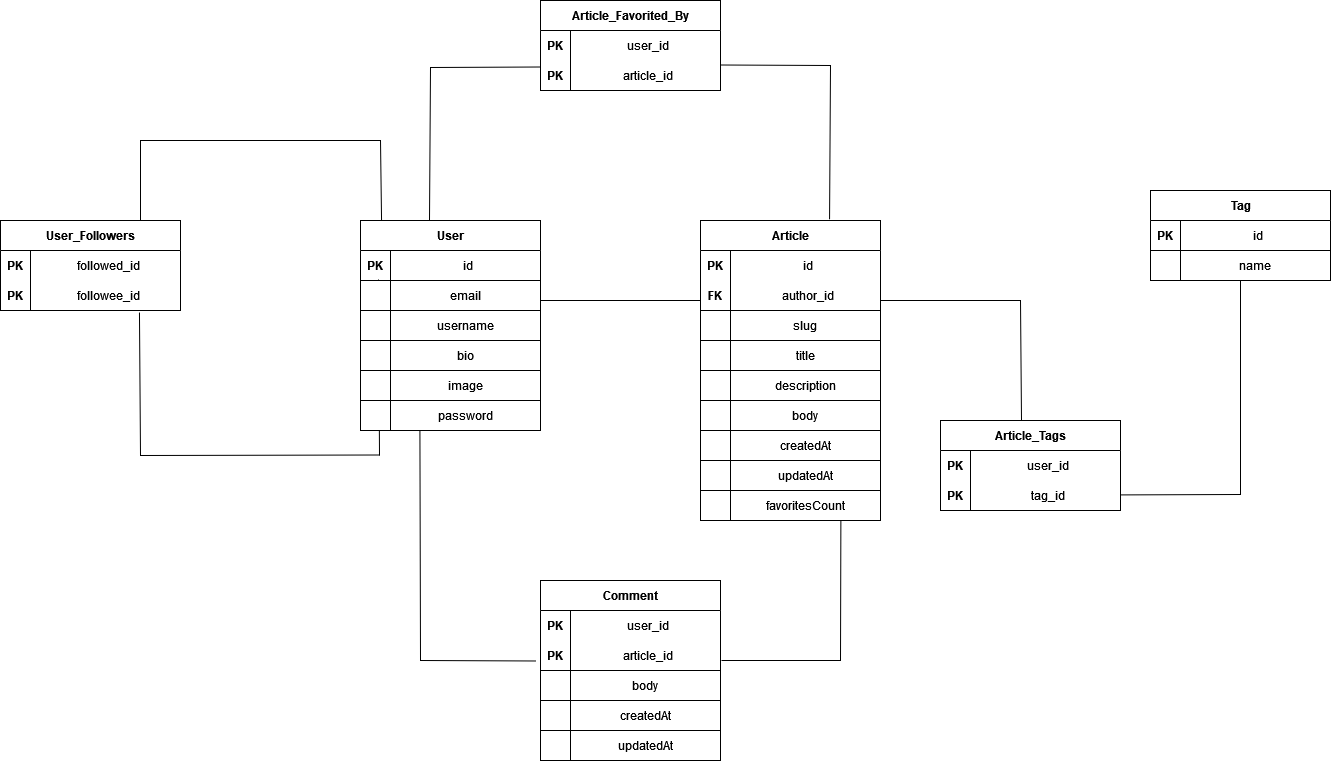 Article_Favorited_By
PK user_id
PK article_id
User_Followers
PK followed_id
PK followee_id
User
PK id
email
username
bio
image
password
Article
PK id
FK author_id
slug
title
description
body
createdAt
updatedAt
favoritesCount
Tag
PK id
name
Article_Tags
PK user_id
PK tag_id
Comment
PK user_id
PK article_id
body
createdAt
updatedAt